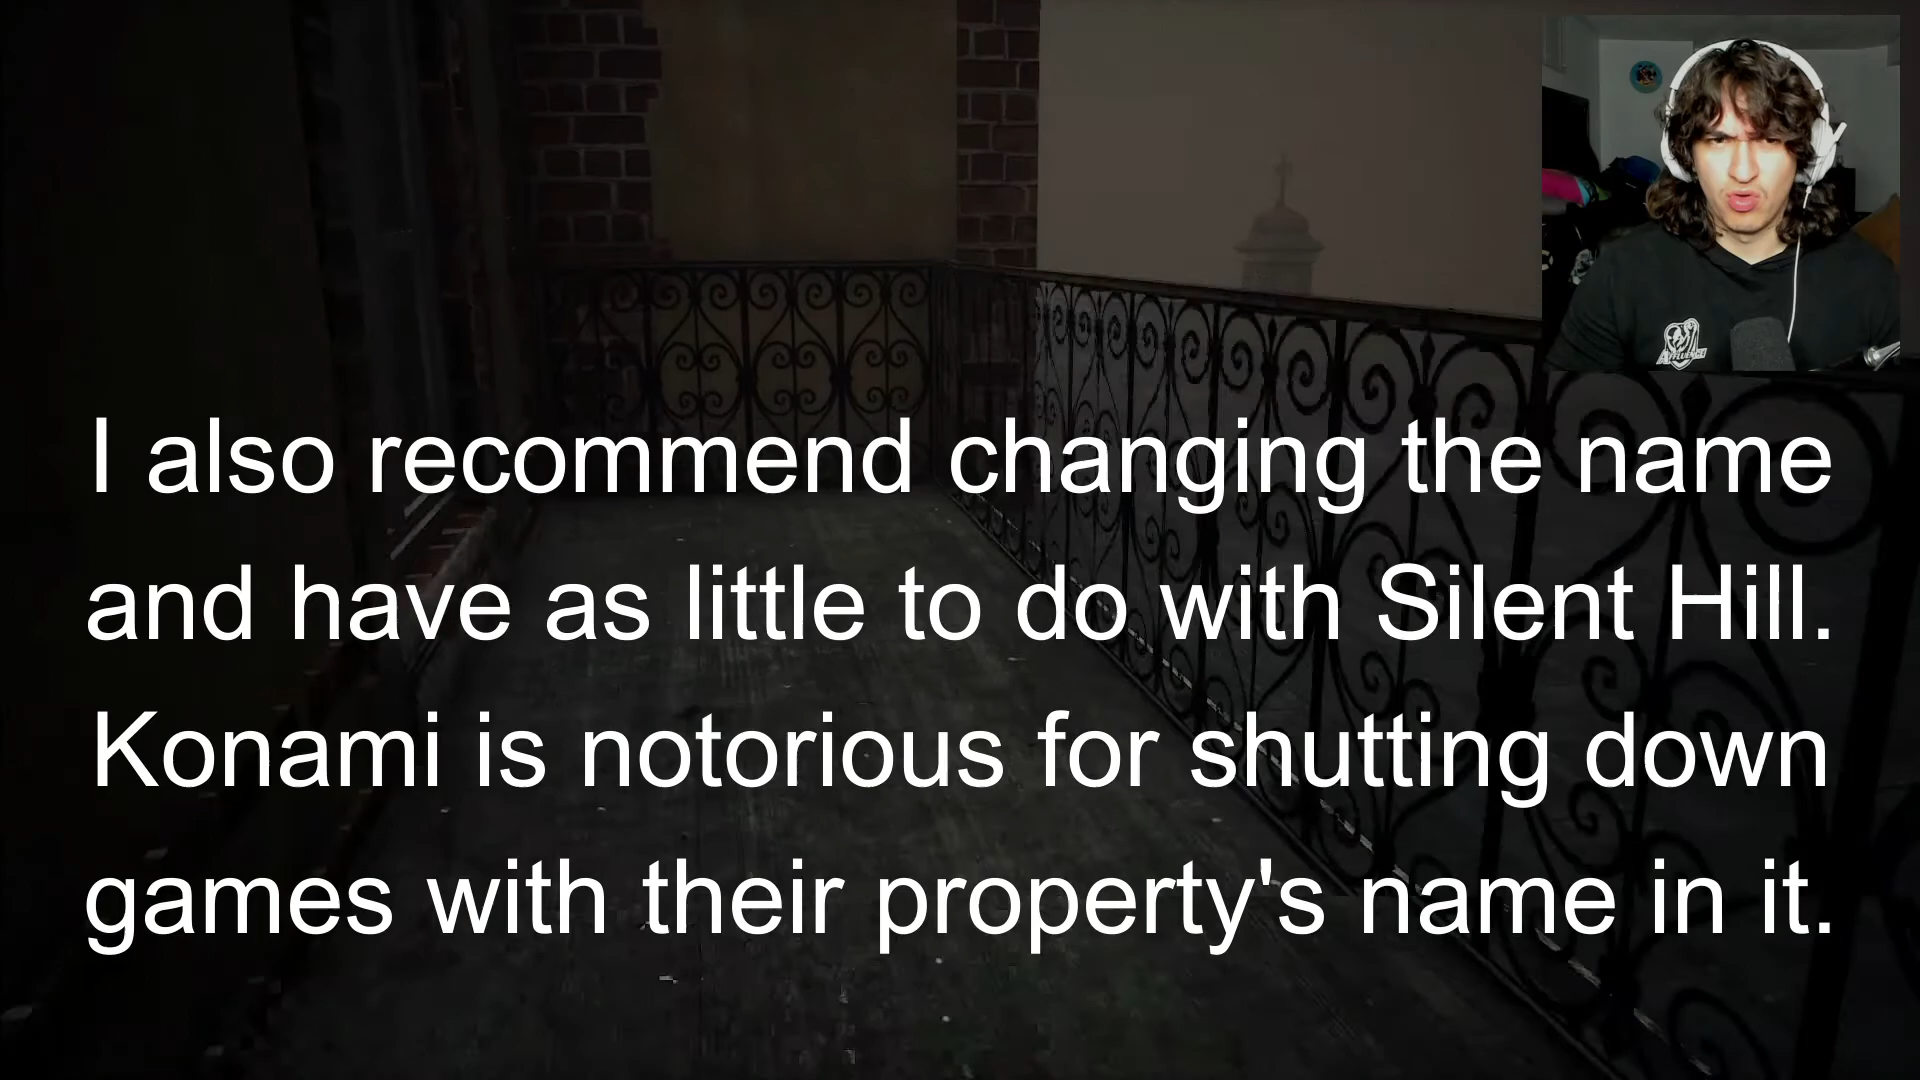 I also recommend changing the name
and have as little to do with Silent Hill.
Konami is notorious for shutting down
games with their property's name in it.